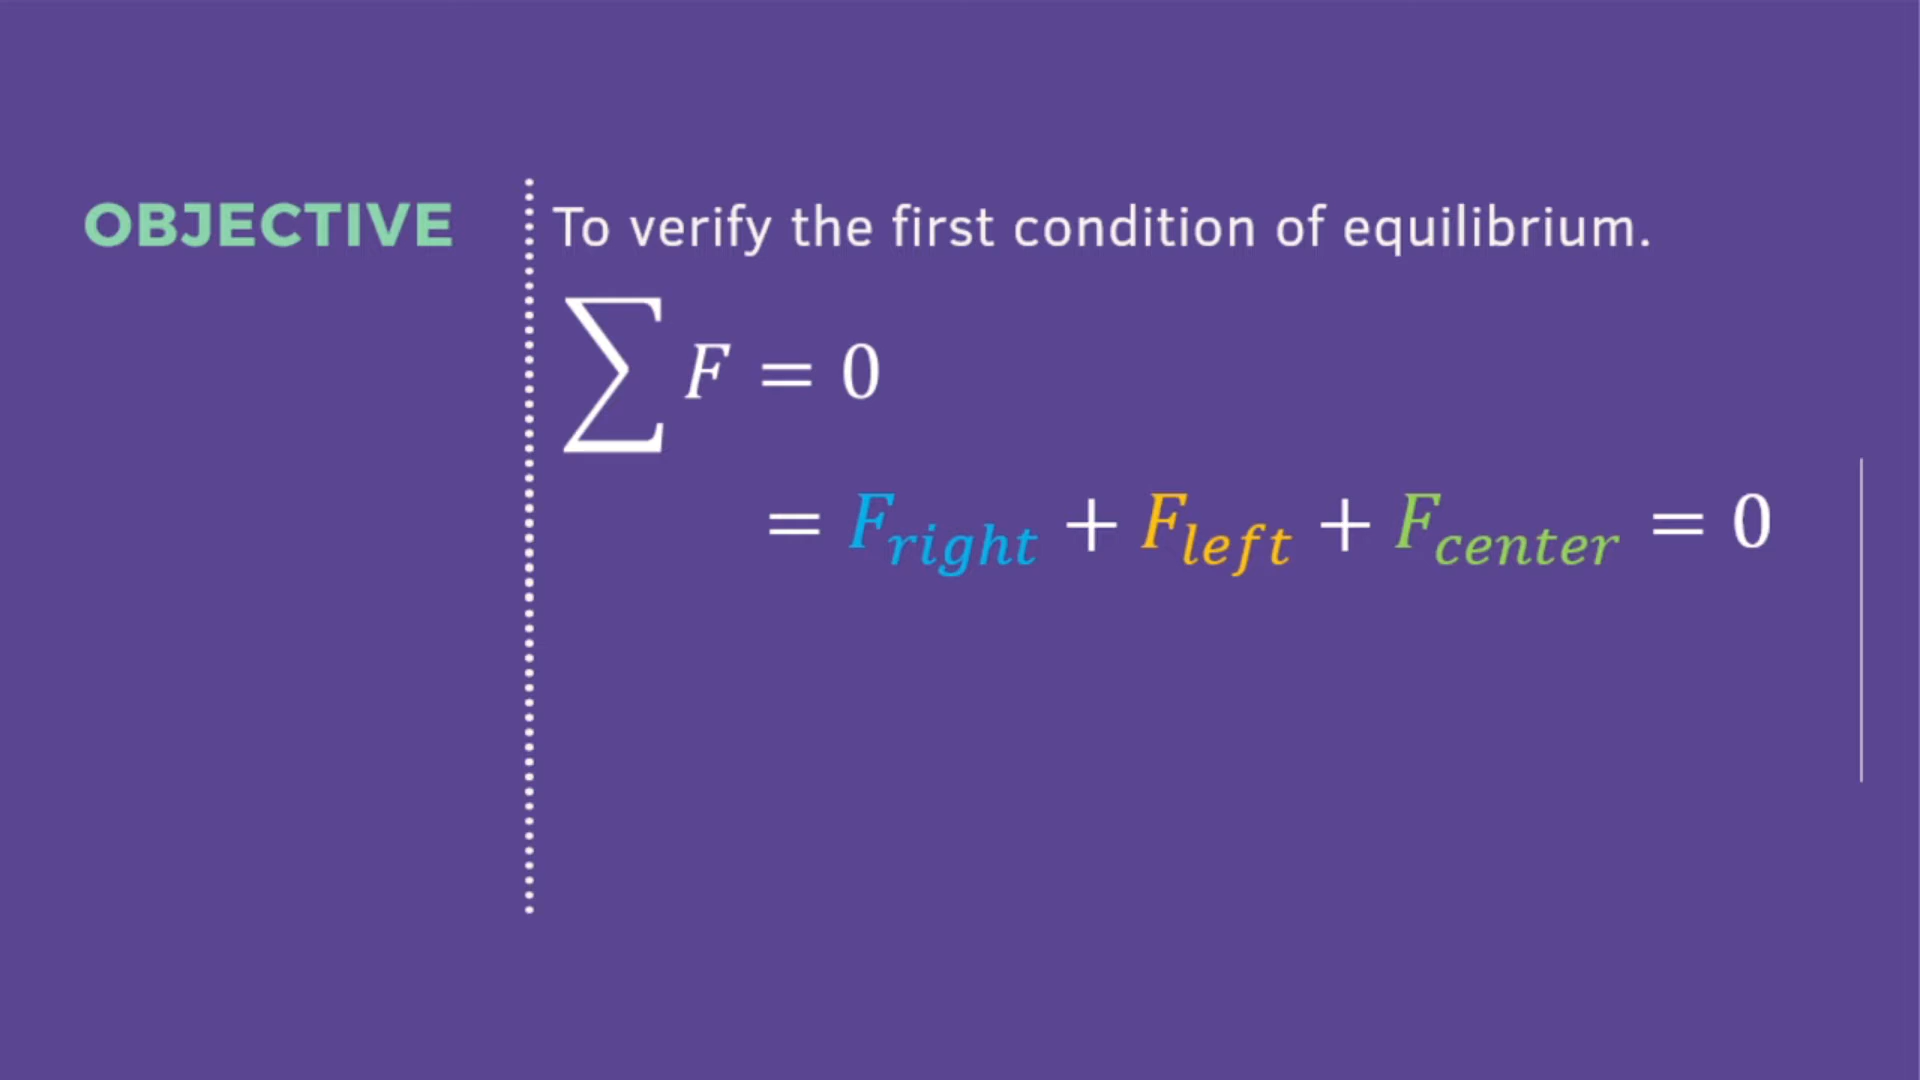 OBJECTIVE
To verify the first condition of equilibrium.
∑ F = 0
= F_right + F_left + F_center = 0